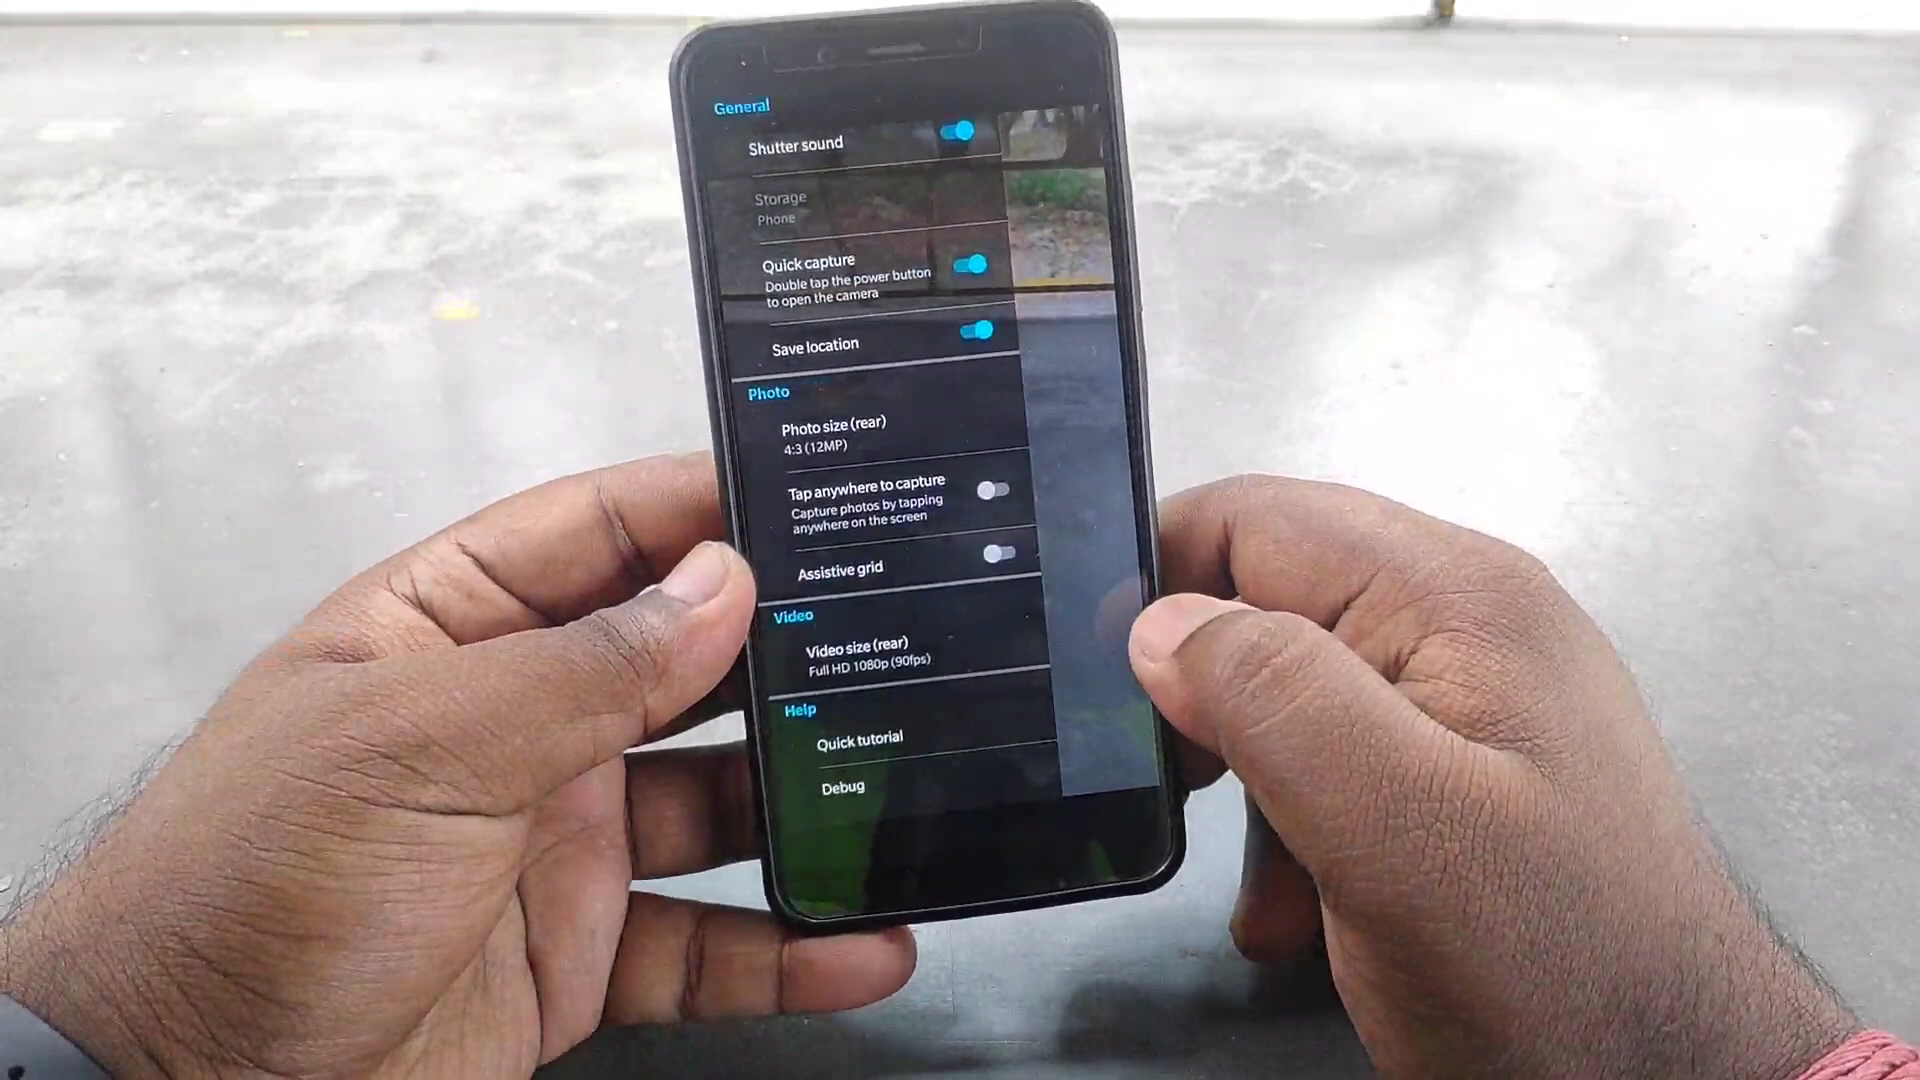 General
Shutter sound
Storage
Phone
Quick capture
Double tap the power button
to open the camera
Save location
Photo
Photo size (rear)
4:3 (12MP)
Tap anywhere to capture
Capture photos by tapping
anywhere on the screen
Assistive grid
Video
Video size (rear)
Full HD 1080p (90fps)
Help
Quick tutorial
Debug